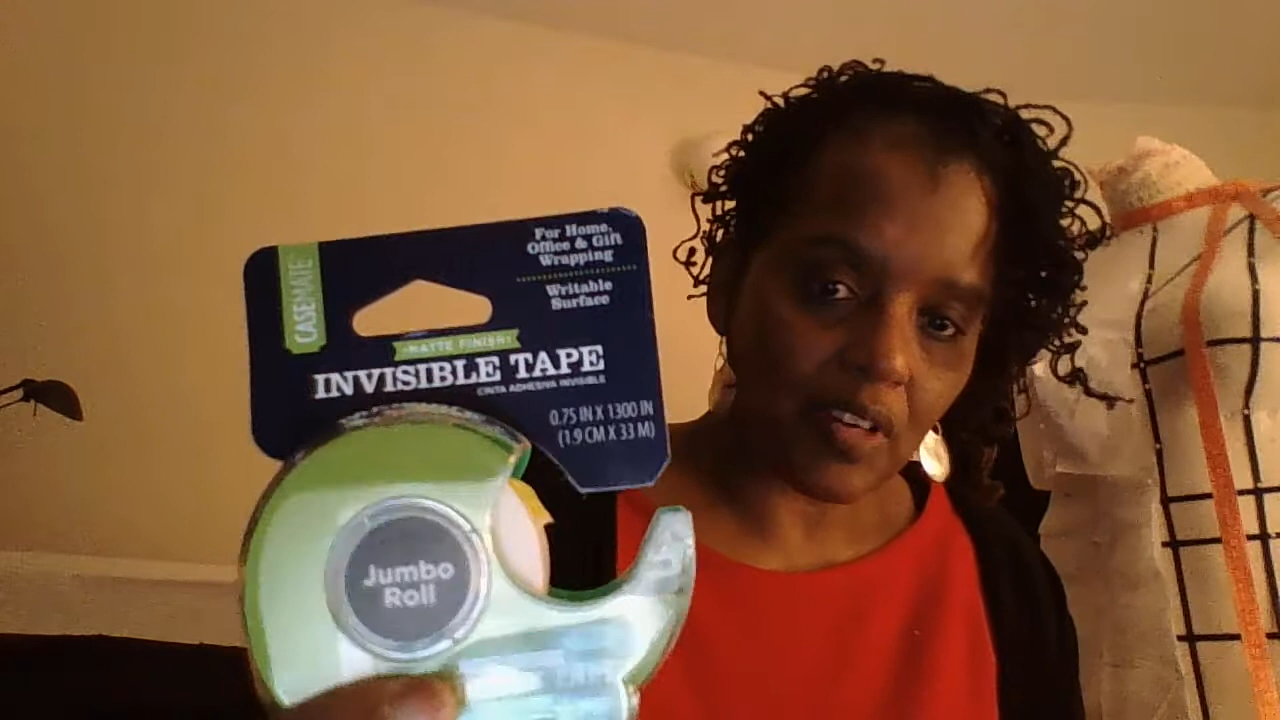 CASEMATE
For Home,
Office & Gift
Wrapping
Writable
Surface
MATTE FINISH!
INVISIBLE TAPE
CINTA ADHESIVA INVISIBLE
0.75 IN X 1300 IN
(1.9 CM X 33 M)
Jumbo
Roll